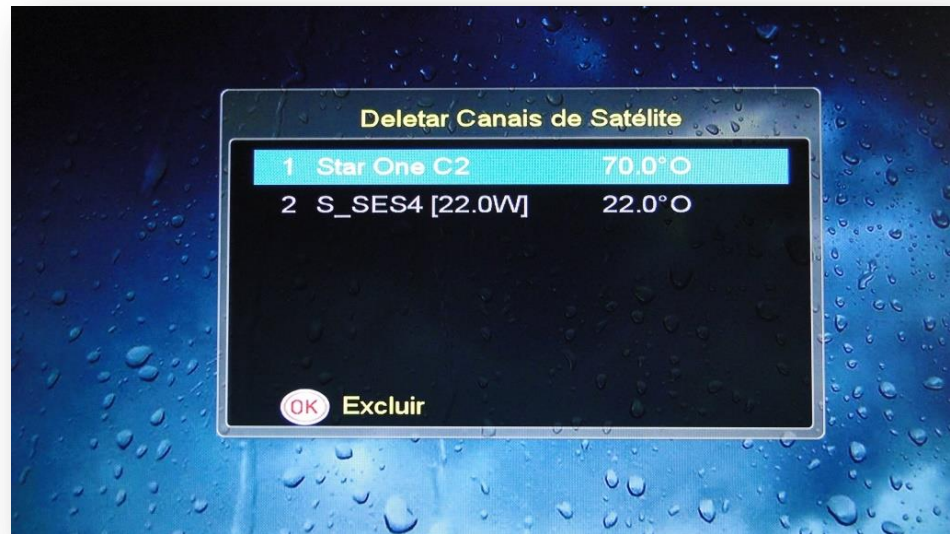 Deletar Canais de Satélite
1 Star One C2 70.0°O
2 S_SES4 [22.0W] 22.0°O
OK Excluir